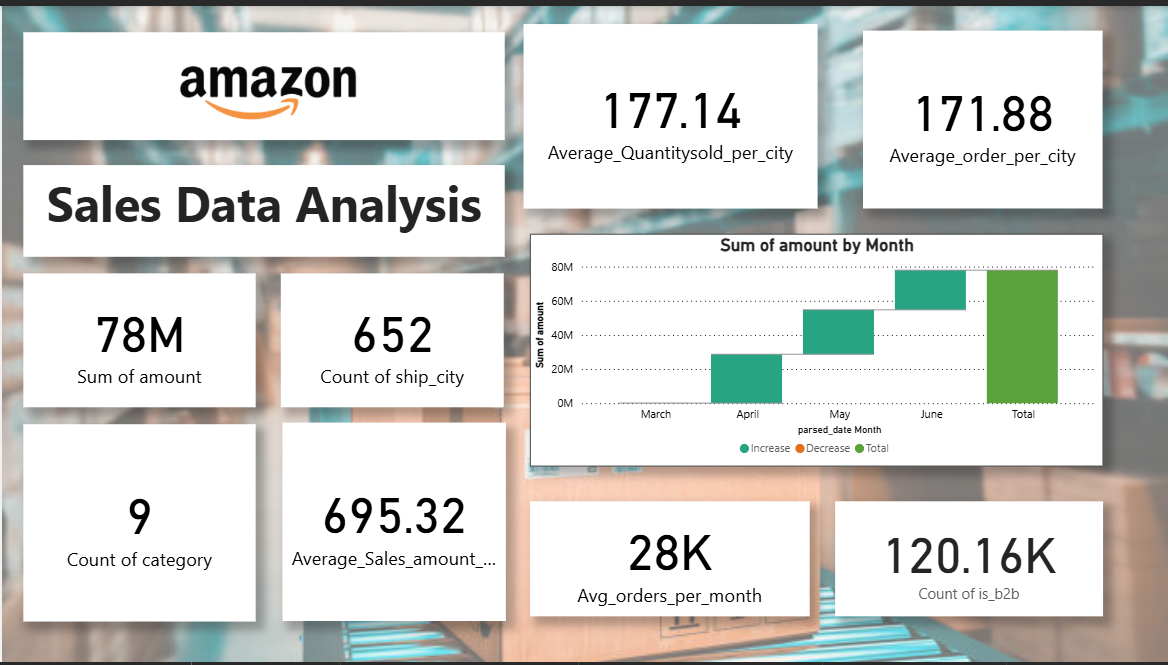 amazon
Sales Data Analysis
177.14
Average_Quantitysold_per_city
171.88
Average_order_per_city
78M
Sum of amount
652
Count of ship_city
Sum of amount by Month
Sum of amount
80M
60M
40M
20M
0M
March April May June Total
parsed_date Month
Increase Decrease Total
9
Count of category
695.32
Average_Sales_amount_...
28K
Avg_orders_per_month
120.16K
Count of is_b2b